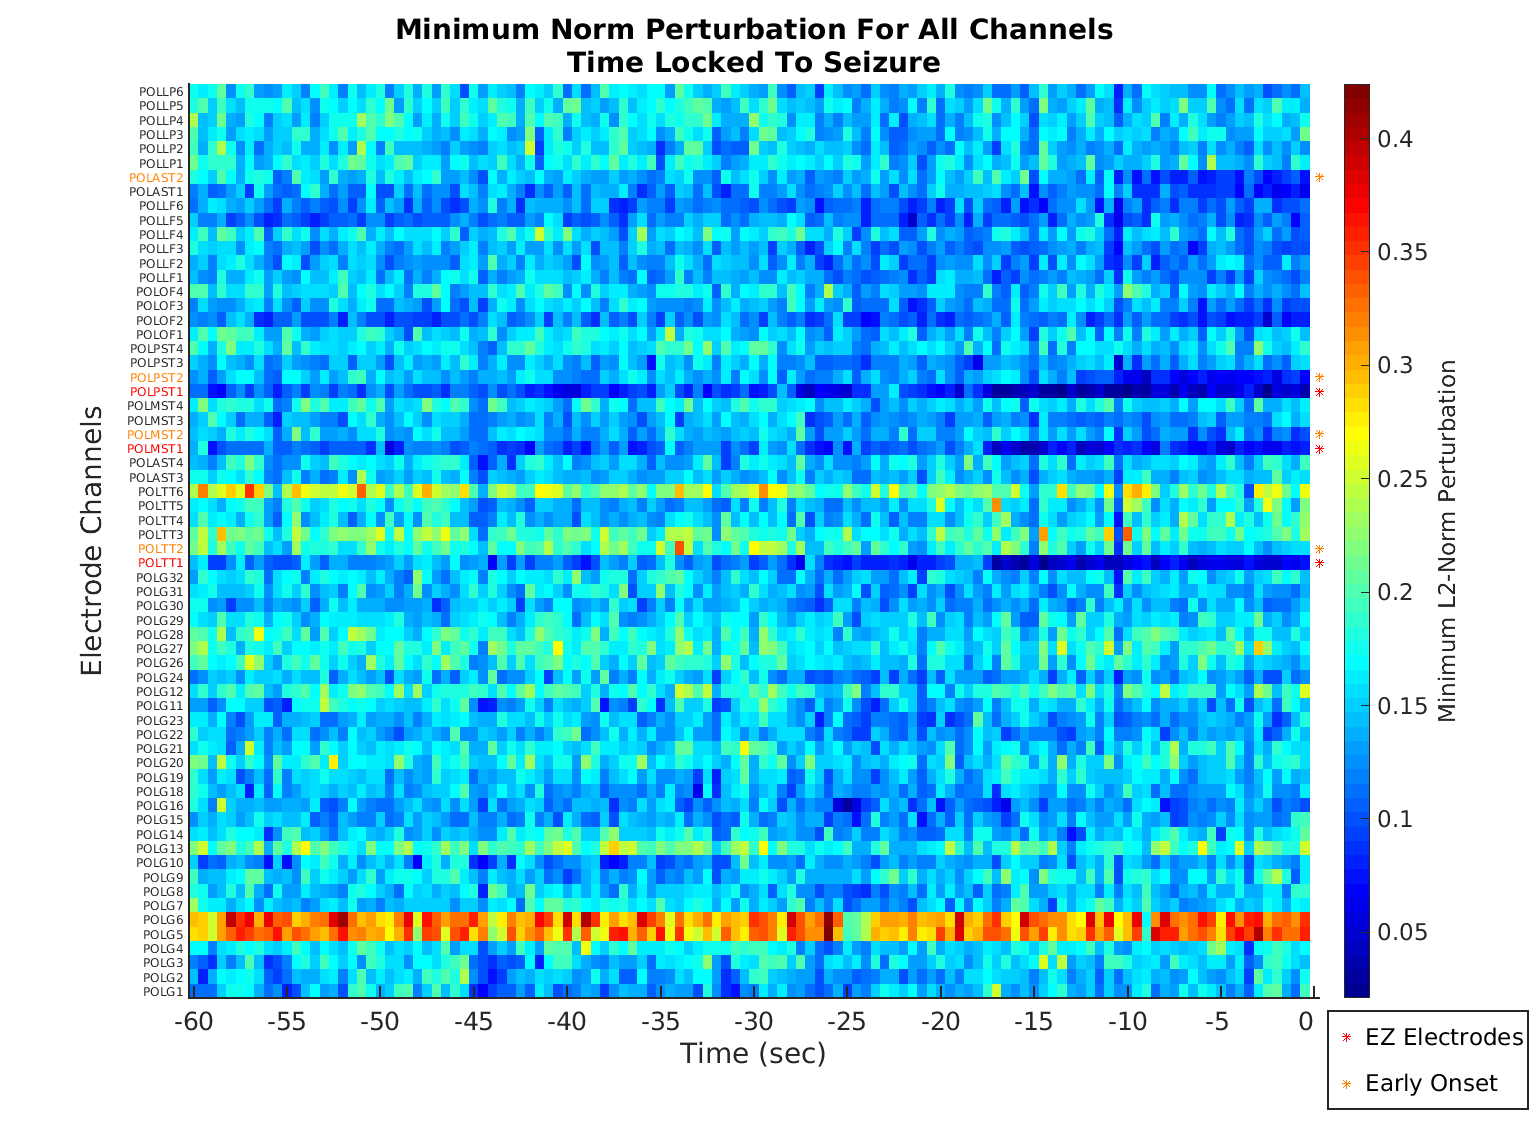 Minimum Norm Perturbation For All Channels
Time Locked To Seizure
Electrode Channels
POLLP6
POLLP5
POLLP4
POLLP3
POLLP2
POLLP1
POLAST2
POLAST1
POLLF6
POLLF5
POLLF4
POLLF3
POLLF2
POLLF1
POLOF4
POLOF3
POLOF2
POLOF1
POLPST4
POLPST3
POLPST2
POLPST1
POLMST4
POLMST3
POLMST2
POLMST1
POLAST4
POLAST3
POLTT6
POLTT5
POLTT4
POLTT3
POLTT2
POLTT1
POLG32
POLG31
POLG30
POLG29
POLG28
POLG27
POLG26
POLG24
POLG12
POLG11
POLG23
POLG22
POLG21
POLG20
POLG19
POLG18
POLG16
POLG15
POLG14
POLG13
POLG10
POLG9
POLG8
POLG7
POLG6
POLG5
POLG4
POLG3
POLG2
POLG1
-60 -55 -50 -45 -40 -35 -30 -25 -20 -15 -10 -5 0
Time (sec)
0.4
0.35
0.3
0.25
0.2
0.15
0.1
0.05
Minimum L2-Norm Perturbation
EZ Electrodes
Early Onset